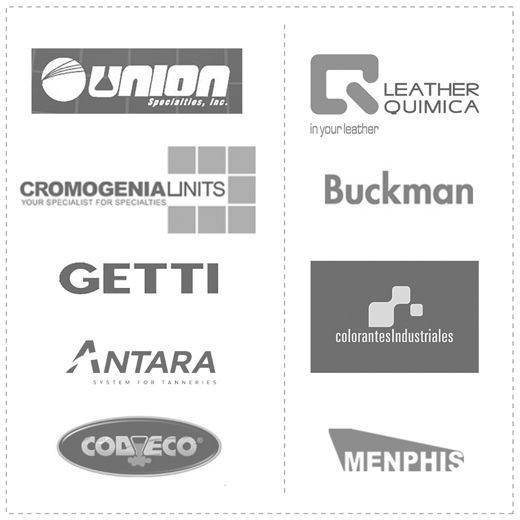 UNION
Specialties, Inc.
CROMOGENIA UNITS
YOUR SPECIALIST FOR SPECIALTIES
GETTI
ANTARA
SYSTEM FOR TANNERIES
CODYECO®
LEATHER
QUIMICA
in your leather
Buckman
colorantesIndustriales
MENPHIS